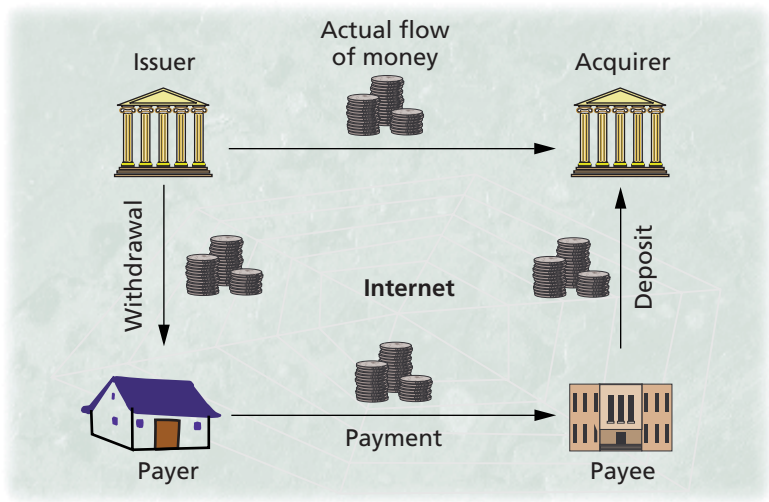 Actual flow
of money
Issuer
Acquirer
Withdrawal
Internet
Deposit
Payment
Payer
Payee